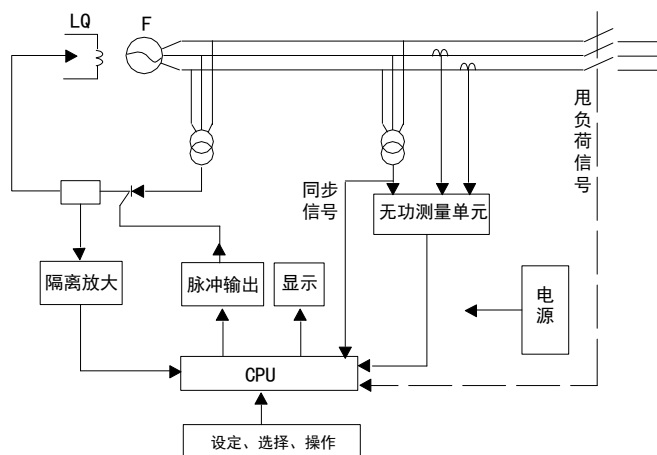 LQ
F
甩负荷信号
同步
信号
无功测量单元
隔离放大
脉冲输出
显示
电源
CPU
设定、选择、操作